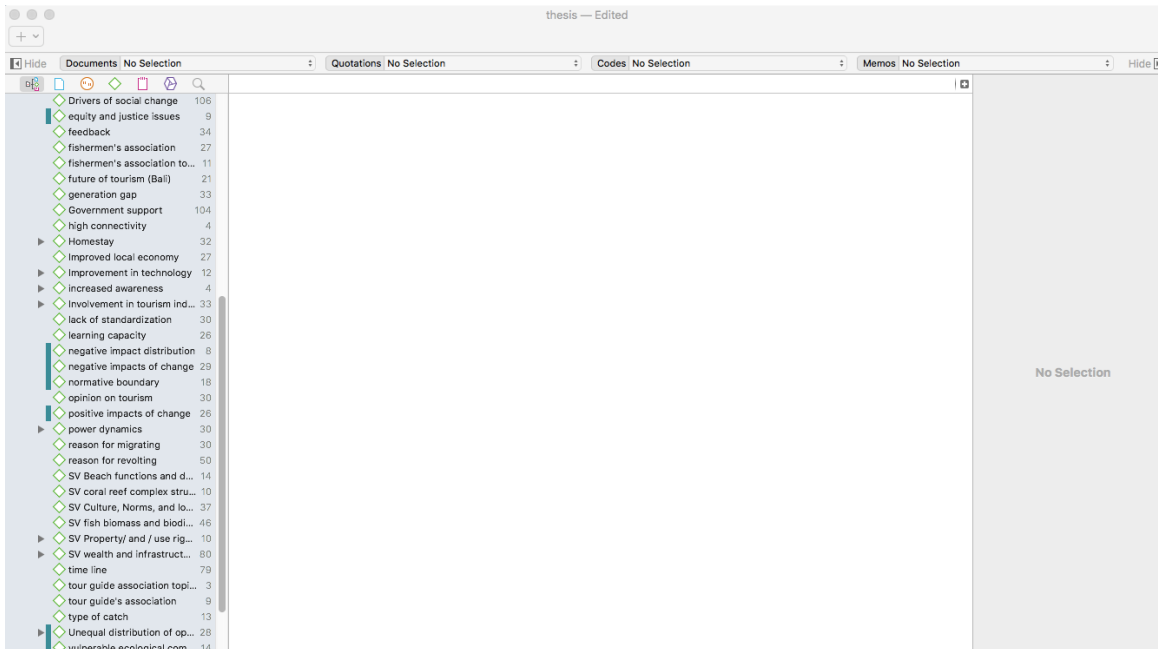 thesis — Edited
Hide Documents No Selection Quotations No Selection Codes No Selection Memos No Selection Hide
Drivers of social change 106
equity and justice issues 9
feedback 34
fishermen's association 27
fishermen's association to... 11
future of tourism (Bali) 21
generation gap 33
Government support 104
high connectivity 4
Homestay 32
Improved local economy 27
Improvement in technology 12
increased awareness 4
Involvement in tourism ind... 33
lack of standardization 30
learning capacity 26
negative impact distribution 8
negative impacts of change 29
normative boundary 18
opinion on tourism 30
positive impacts of change 26
power dynamics 30
reason for migrating 30
reason for revolting 50
SV Beach functions and d... 14
SV coral reef complex stru... 10
SV Culture, Norms, and lo... 37
SV fish biomass and biodi... 46
SV Property/ and / use rig... 10
SV wealth and infrastruct... 80
time line 79
tour guide association topi... 3
tour guide's association 9
type of catch 13
Unequal distribution of op... 28
vulnerable ecological com... 14
No Selection